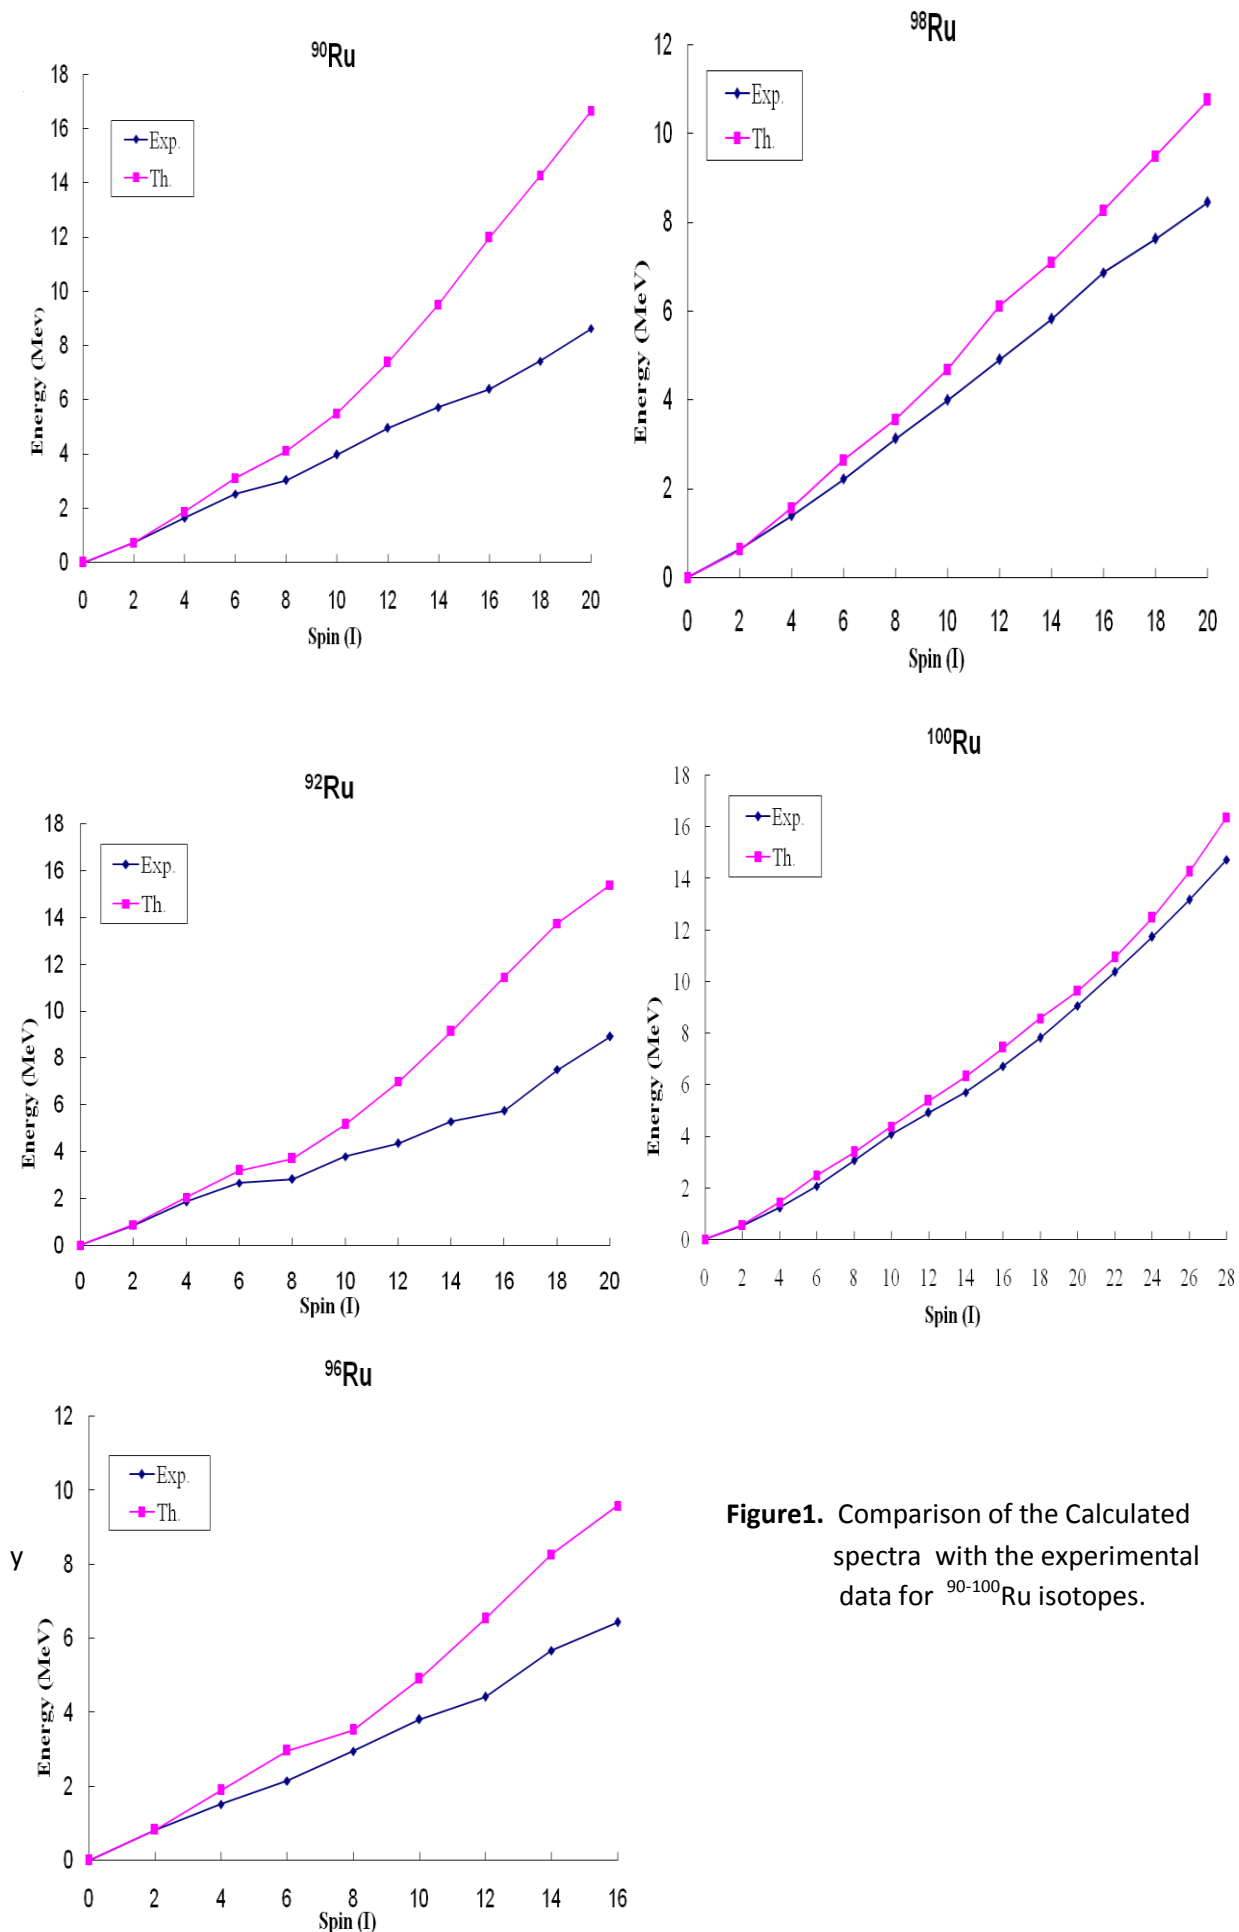 ⁹⁰Ru
18
16
14
12
10
8
6
4
2
0
Exp.
Th.
Energy (Mev)
0 2 4 6 8 10 12 14 16 18 20
Spin (I)
⁹⁸Ru
12
10
8
6
4
2
0
Exp.
Th.
Energy (MeV)
0 2 4 6 8 10 12 14 16 18 20
Spin (I)
⁹²Ru
18
16
14
12
10
8
6
4
2
0
Exp.
Th.
Energy (MeV)
0 2 4 6 8 10 12 14 16 18 20
Spin (I)
¹⁰⁰Ru
18
16
14
12
10
8
6
4
2
0
Exp.
Th.
Energy (MeV)
0 2 4 6 8 10 12 14 16 18 20 22 24 26 28
Spin (I)
⁹⁶Ru
12
10
8
6
4
2
0
Exp.
Th.
y
Energy (MeV)
0 2 4 6 8 10 12 14 16
Spin (I)
Figure1. Comparison of the Calculated
spectra with the experimental
data for ⁹⁰⁻¹⁰⁰Ru isotopes.